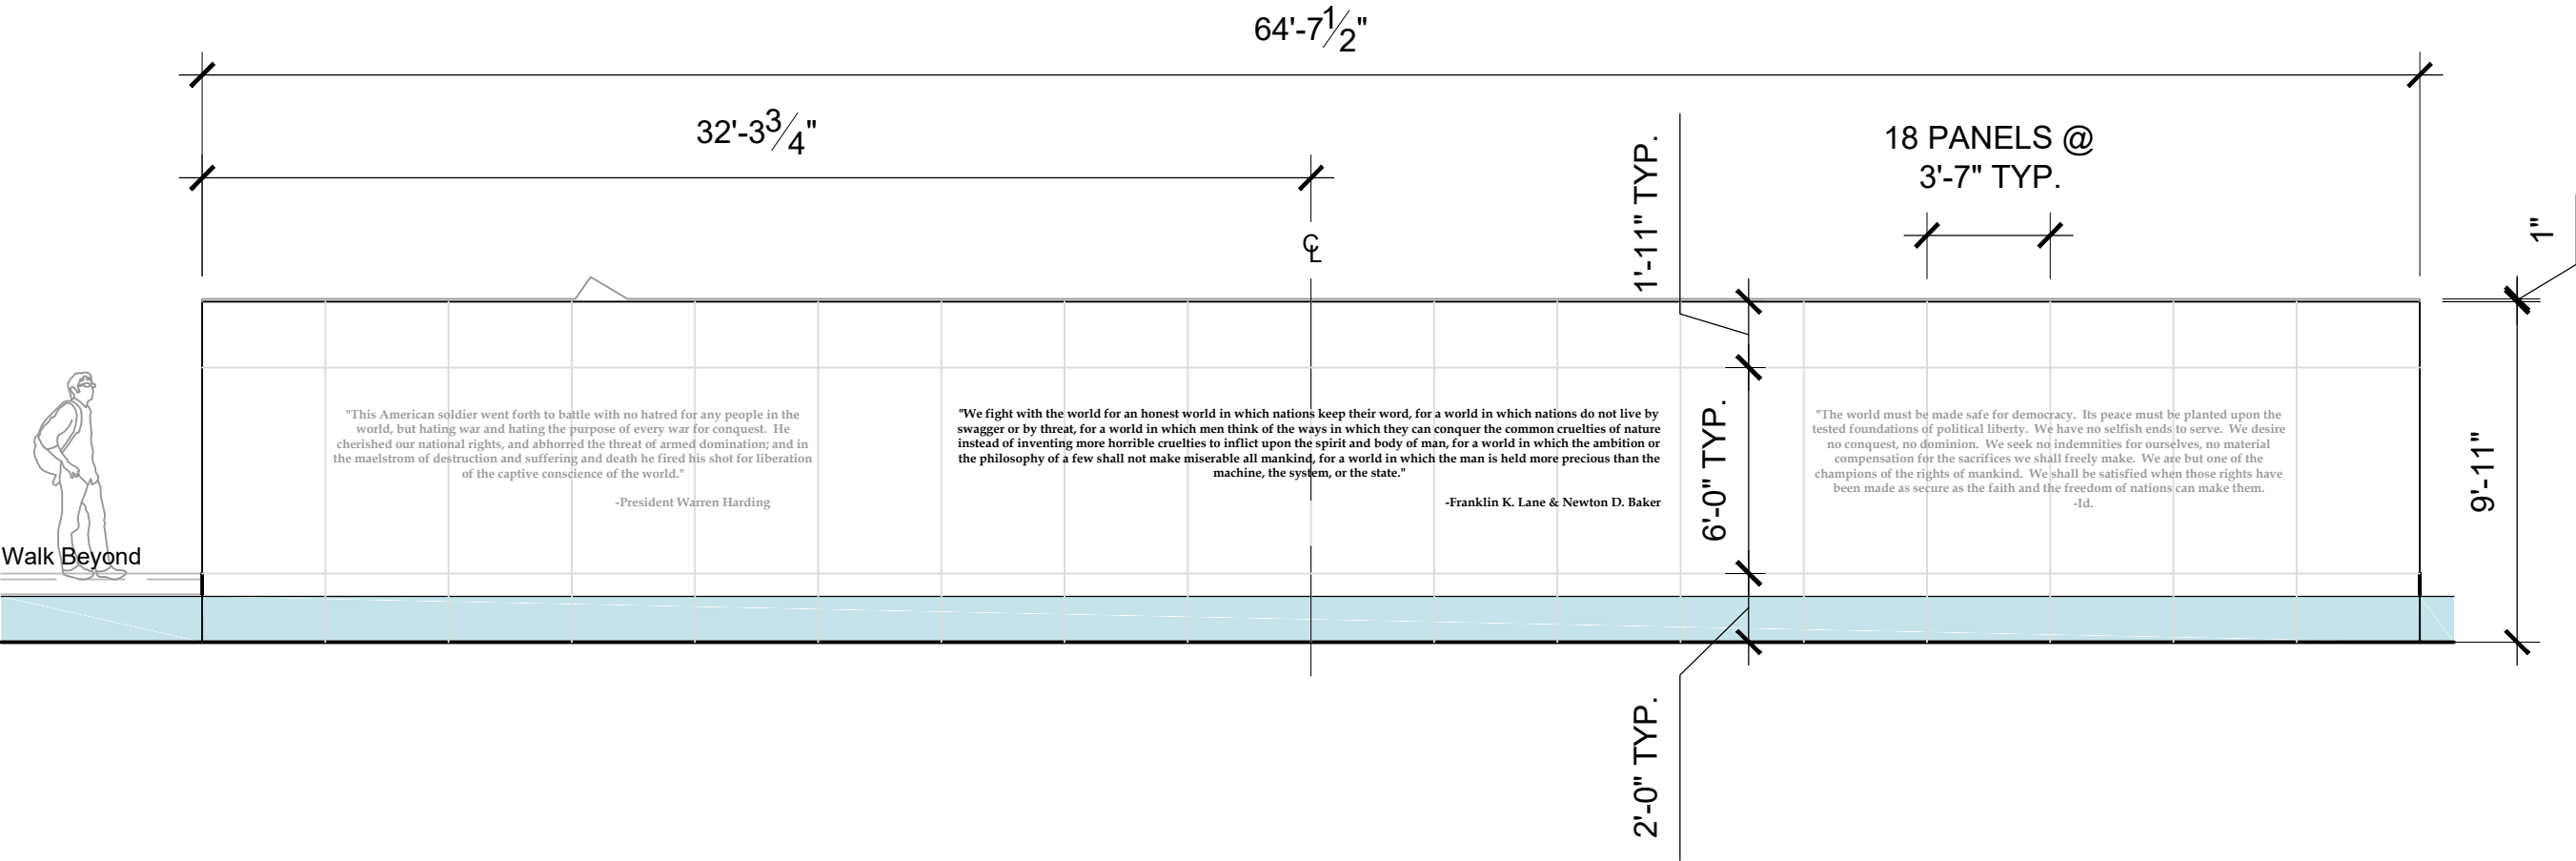 64'-7 1/2"
32'-3 3/4"
1'-11" TYP.
18 PANELS @
3'-7" TYP.
1"
℄
"This American soldier went forth to battle with no hatred for any people in the
world, but hating war and hating the purpose of every war for conquest. He
cherished our national rights, and abhorred the threat of armed domination; and in
the maelstrom of destruction and suffering and death he fired his shot for liberation
of the captive conscience of the world."
-President Warren Harding
"We fight with the world for an honest world in which nations keep their word, for a world in which nations do not live by
swagger or by threat, for a world in which men think of the ways in which they can conquer the common cruelties of nature
instead of inventing more horrible cruelties to inflict upon the spirit and body of man, for a world in which the ambition or
the philosophy of a few shall not make miserable all mankind, for a world in which the man is held more precious than the
machine, the system, or the state."
-Franklin K. Lane & Newton D. Baker
6'-0" TYP.
"The world must be made safe for democracy. Its peace must be planted upon the
tested foundations of political liberty. We have no selfish ends to serve. We desire
no conquest, no dominion. We seek no indemnities for ourselves, no material
compensation for the sacrifices we shall freely make. We are but one of the
champions of the rights of mankind. We shall be satisfied when those rights have
been made as secure as the faith and the freedom of nations can make them.
-Id.
9'-11"
Walk Beyond
2'-0" TYP.